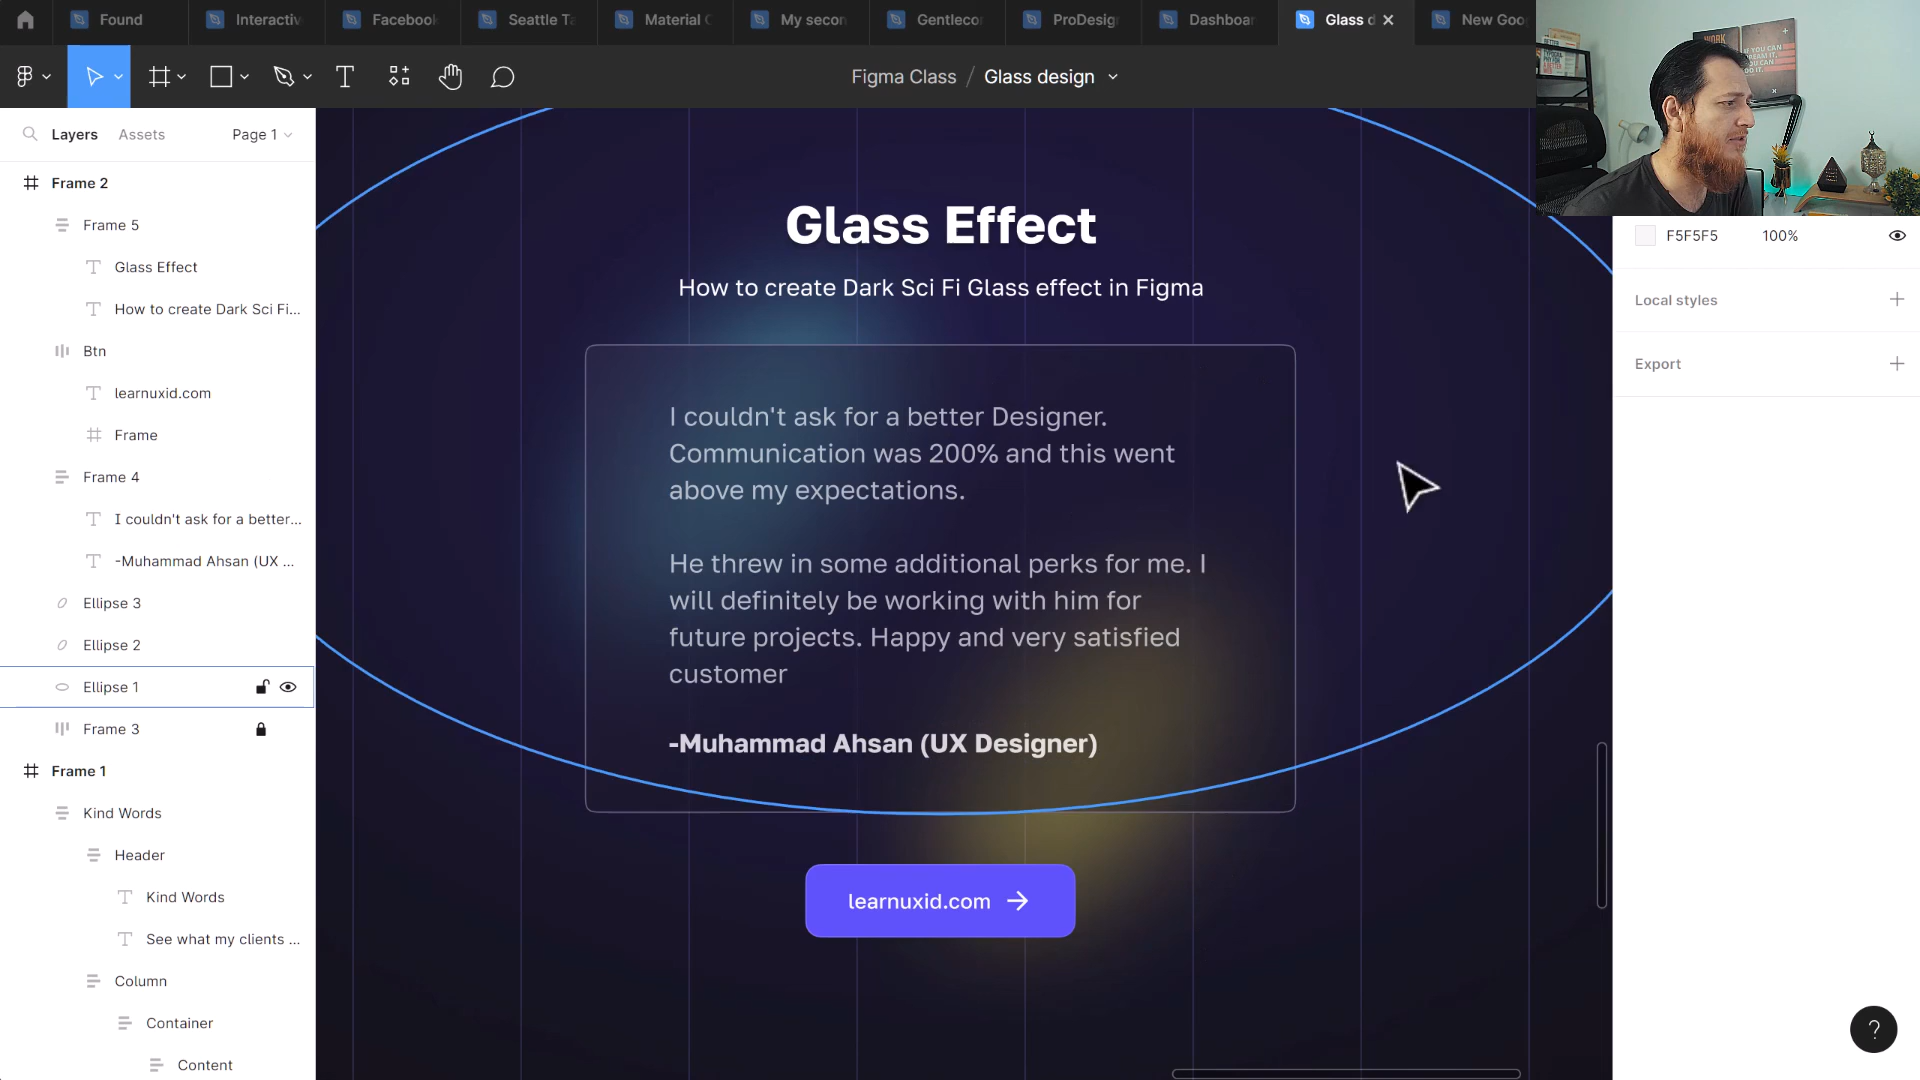 Found
Interactiv
Facebook
Seattle Ta
Material
My secon
Gentleco
ProDesig
Dashboar
Glass d
New Goo
Figma Class / Glass design
Layers
Assets
Page 1
Frame 2
Frame 5
Glass Effect
How to create Dark Sci Fi...
Btn
learnuxid.com
Frame
Frame 4
I couldn't ask for a better...
-Muhammad Ahsan (UX ...
Ellipse 3
Ellipse 2
Ellipse 1
Frame 3
Frame 1
Kind Words
Header
Kind Words
See what my clients ...
Column
Container
Content
Glass Effect
How to create Dark Sci Fi Glass effect in Figma
I couldn't ask for a better Designer.
Communication was 200% and this went
above my expectations.
He threw in some additional perks for me. I
will definitely be working with him for
future projects. Happy and very satisfied
customer
-Muhammad Ahsan (UX Designer)
learnuxid.com
WORK
IF YOU CAN
F5F5F5 100%
Local styles
Export
?